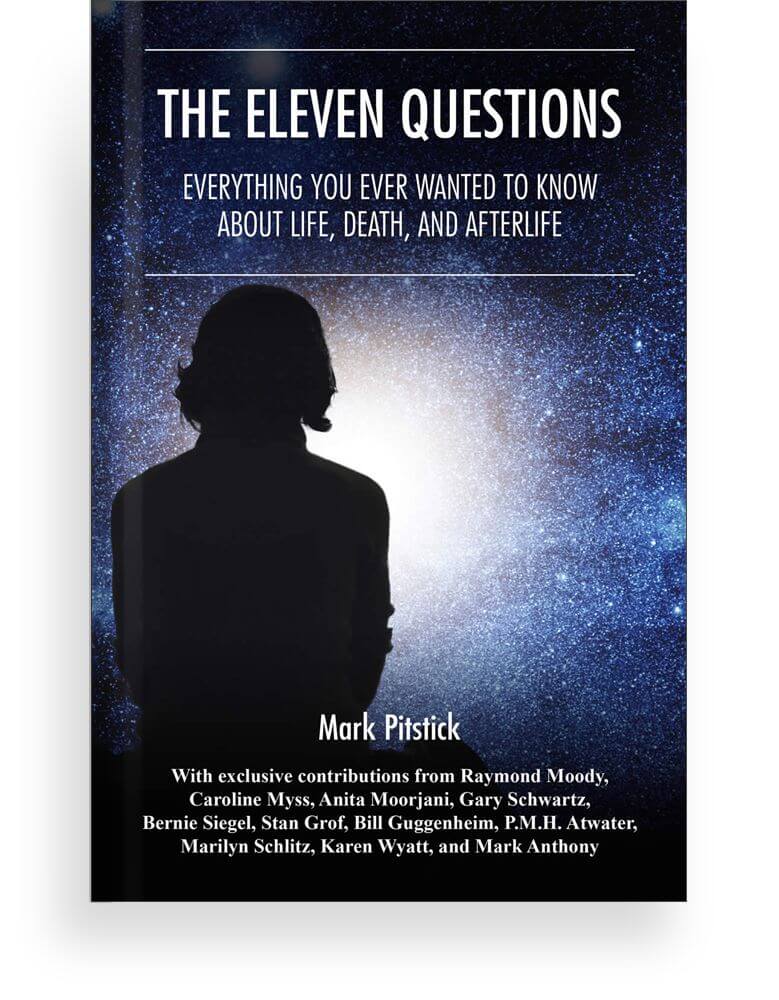 THE ELEVEN QUESTIONS
EVERYTHING YOU EVER WANTED TO KNOW
ABOUT LIFE, DEATH, AND AFTERLIFE
Mark Pitstick
With exclusive contributions from Raymond Moody,
Caroline Myss, Anita Moorjani, Gary Schwartz,
Bernie Siegel, Stan Grof, Bill Guggenheim, P.M.H. Atwater,
Marilyn Schlitz, Karen Wyatt, and Mark Anthony